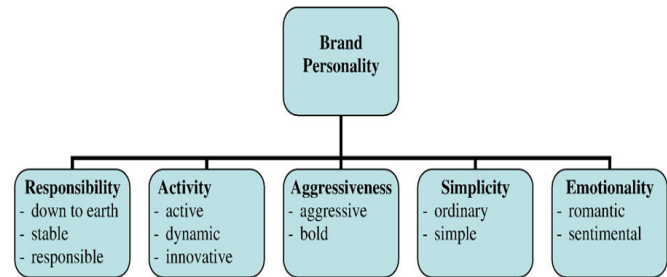 Brand
Personality
Responsibility
- down to earth
- stable
- responsible
Activity
- active
- dynamic
- innovative
Aggressiveness
- aggressive
- bold
Simplicity
- ordinary
- simple
Emotionality
- romantic
- sentimental